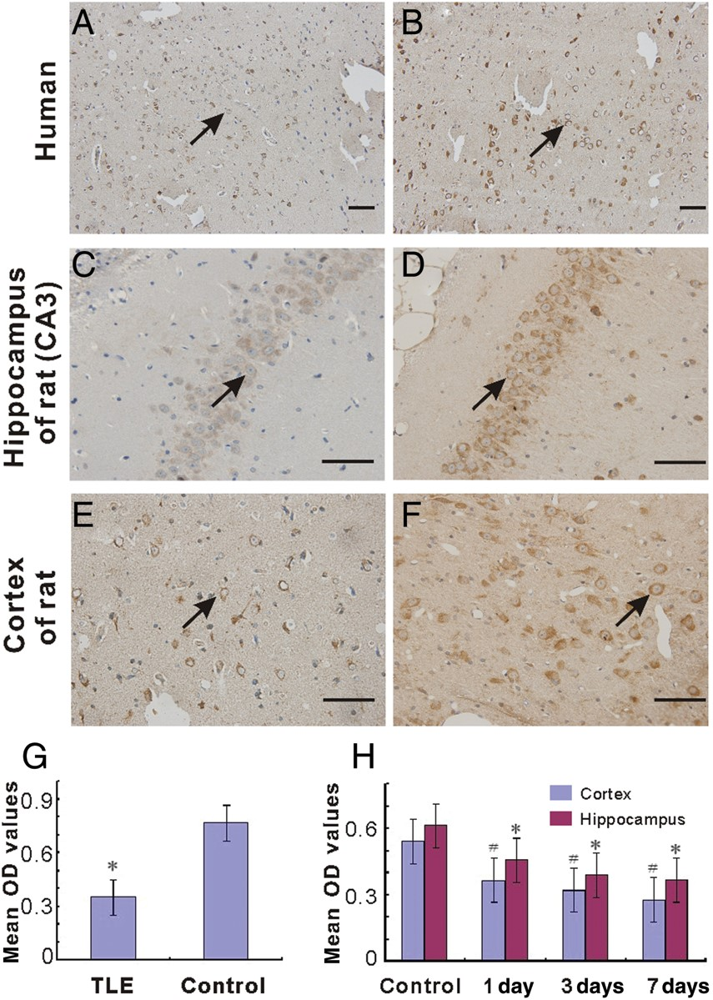 A
B
Human
C
D
Hippocampus
of rat (CA3)
E
F
Cortex
of rat
G
Mean OD values
0.9
0.6
0.3
0
*
TLE
Control
H
Mean OD values
0.6
0.3
0
Cortex
Hippocampus
# * # * # *
Control 1 day 3 days 7 days